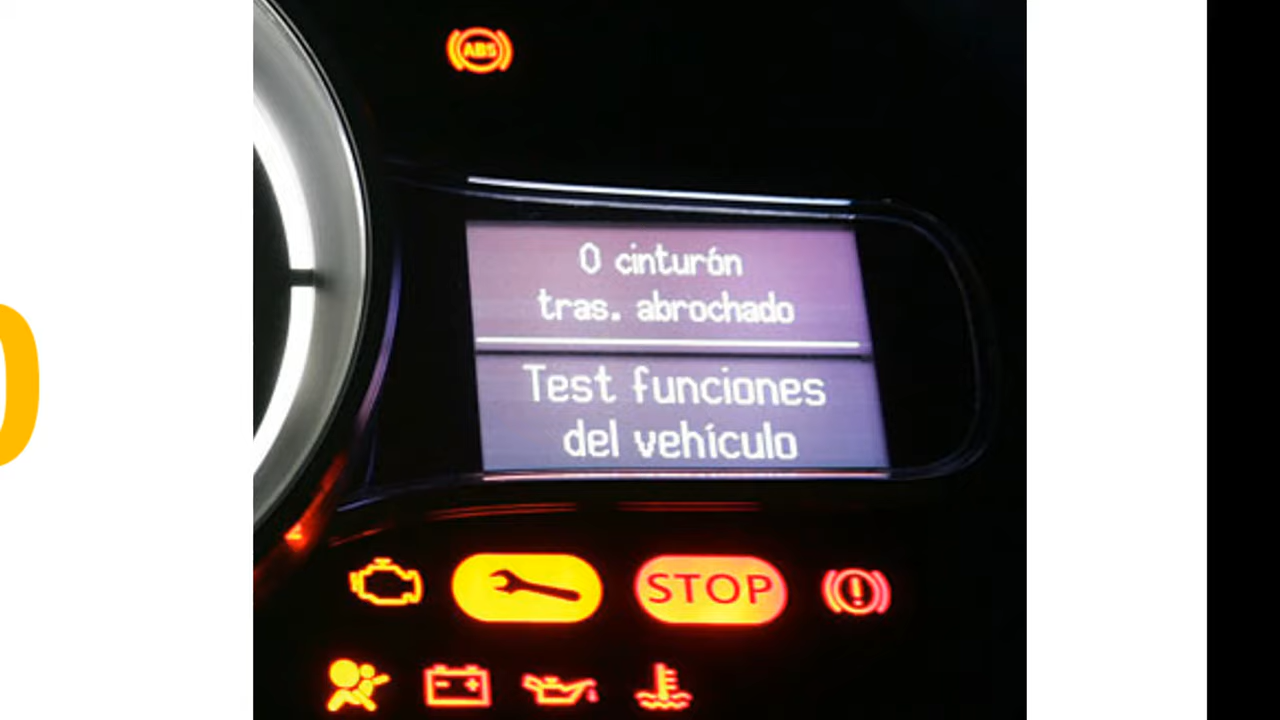 ABS
0 cinturón
tras. abrochado
Test funciones
del vehículo
STOP